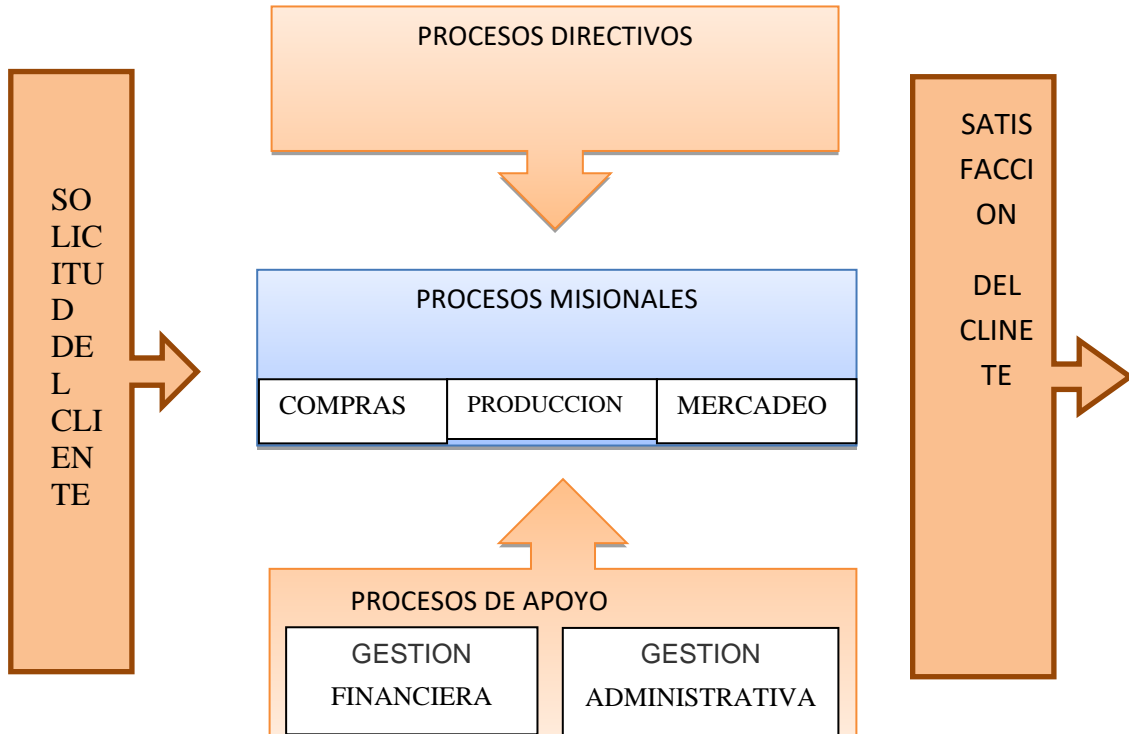 PROCESOS DIRECTIVOS
SO
LIC
ITU
D
DE
L
CLI
EN
TE
SATIS
FACCI
ON
DEL
CLINE
TE
PROCESOS MISIONALES
COMPRAS
PRODUCCION
MERCADEO
PROCESOS DE APOYO
GESTION
FINANCIERA
GESTION
ADMINISTRATIVA